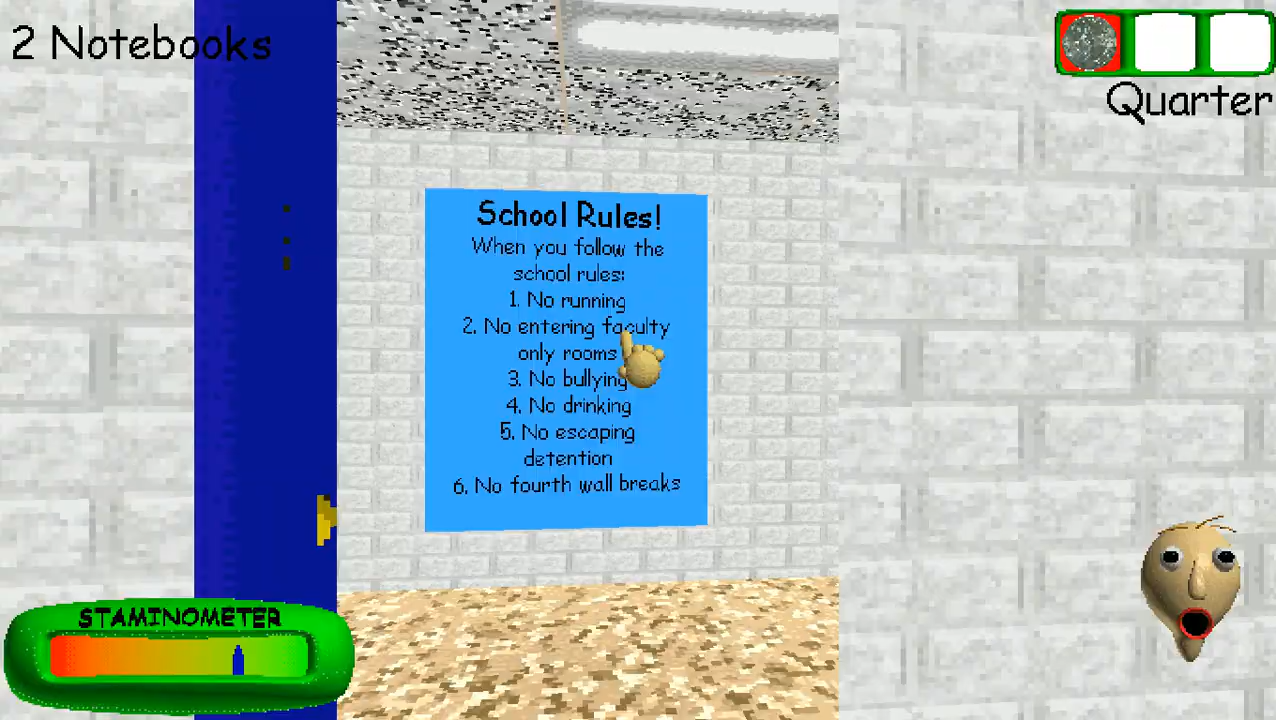 2 Notebooks
Quarter
School Rules!
When you follow the
school rules:
1. No running
2. No entering faculty
only rooms
3. No bullying
4. No drinking
5. No escaping
detention
6. No fourth wall breaks
STAMINOMETER